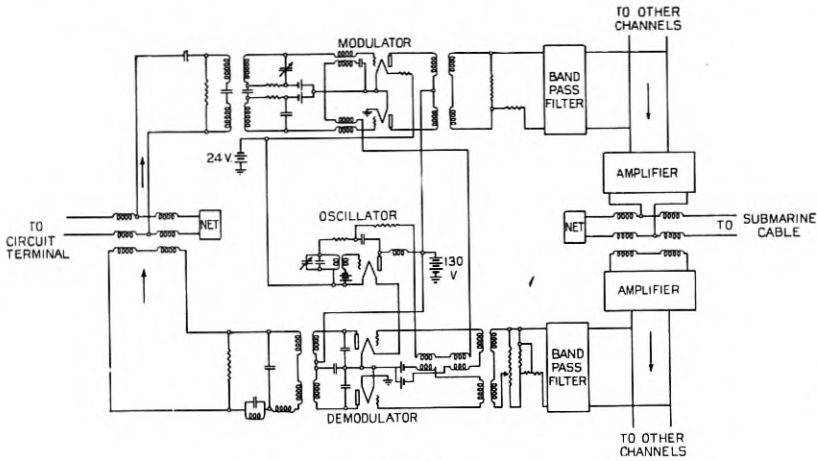 TO OTHER
CHANNELS
MODULATOR
BAND
PASS
FILTER
24 V.
AMPLIFIER
TO
CIRCUIT
TERMINAL
NET
OSCILLATOR
NET
TO
SUBMARINE
CABLE
130
V
AMPLIFIER
BAND
PASS
FILTER
DEMODULATOR
TO OTHER
CHANNELS